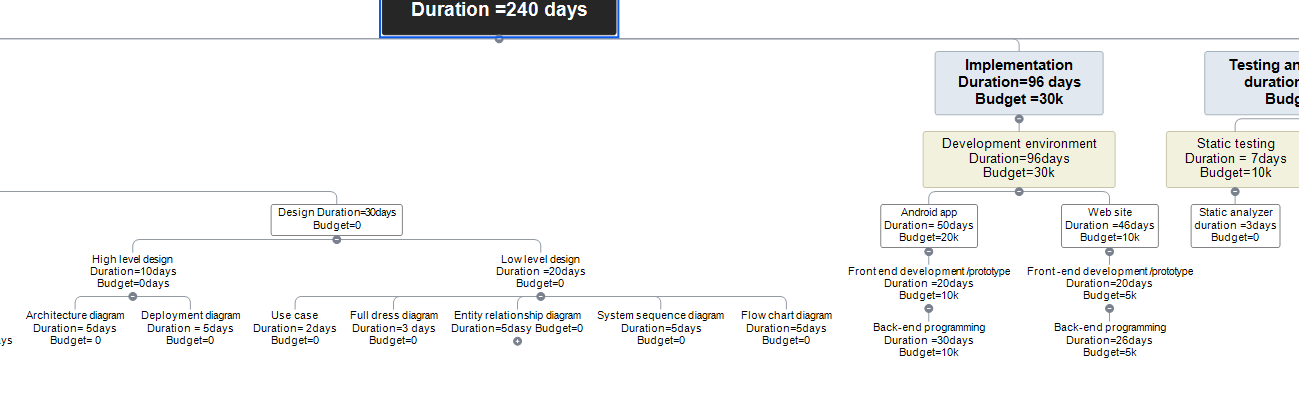 Duration =240 days
Implementation
Duration=96 days
Budget =30k
Testing
duration
Development environment
Duration=96days
Budget=30k
Static testing
Duration = 7days
Budget=10k
Design Duration=30days
Budget=0
Android app
Duration= 50days
Budget=20k
Web site
Duration =46days
Budget=10k
Static analyzer
duration =3days
Budget=0
High level design
Duration=10days
Budget=0days
Low level design
Duration =20days
Budget=0
Front end development /prototype
Duration =20days
Budget=10k
Front -end development /prototype
Duration=20days
Budget=5k
Architecture diagram
Duration= 5days
Budget= 0
Deployment diagram
Duration = 5days
Budget=0
Use case
Duration= 2days
Budget=0
Full dress diagram
Duration=3 days
Budget=0
Entity relationship diagram
Duration=5dasy Budget=0
System sequence diagram
Duration=5days
Budget=0
Flow chart diagram
Duration=5days
Budget=0
Back-end programming
Duration =30days
Budget=10k
Back-end programming
Duration=26days
Budget=5k